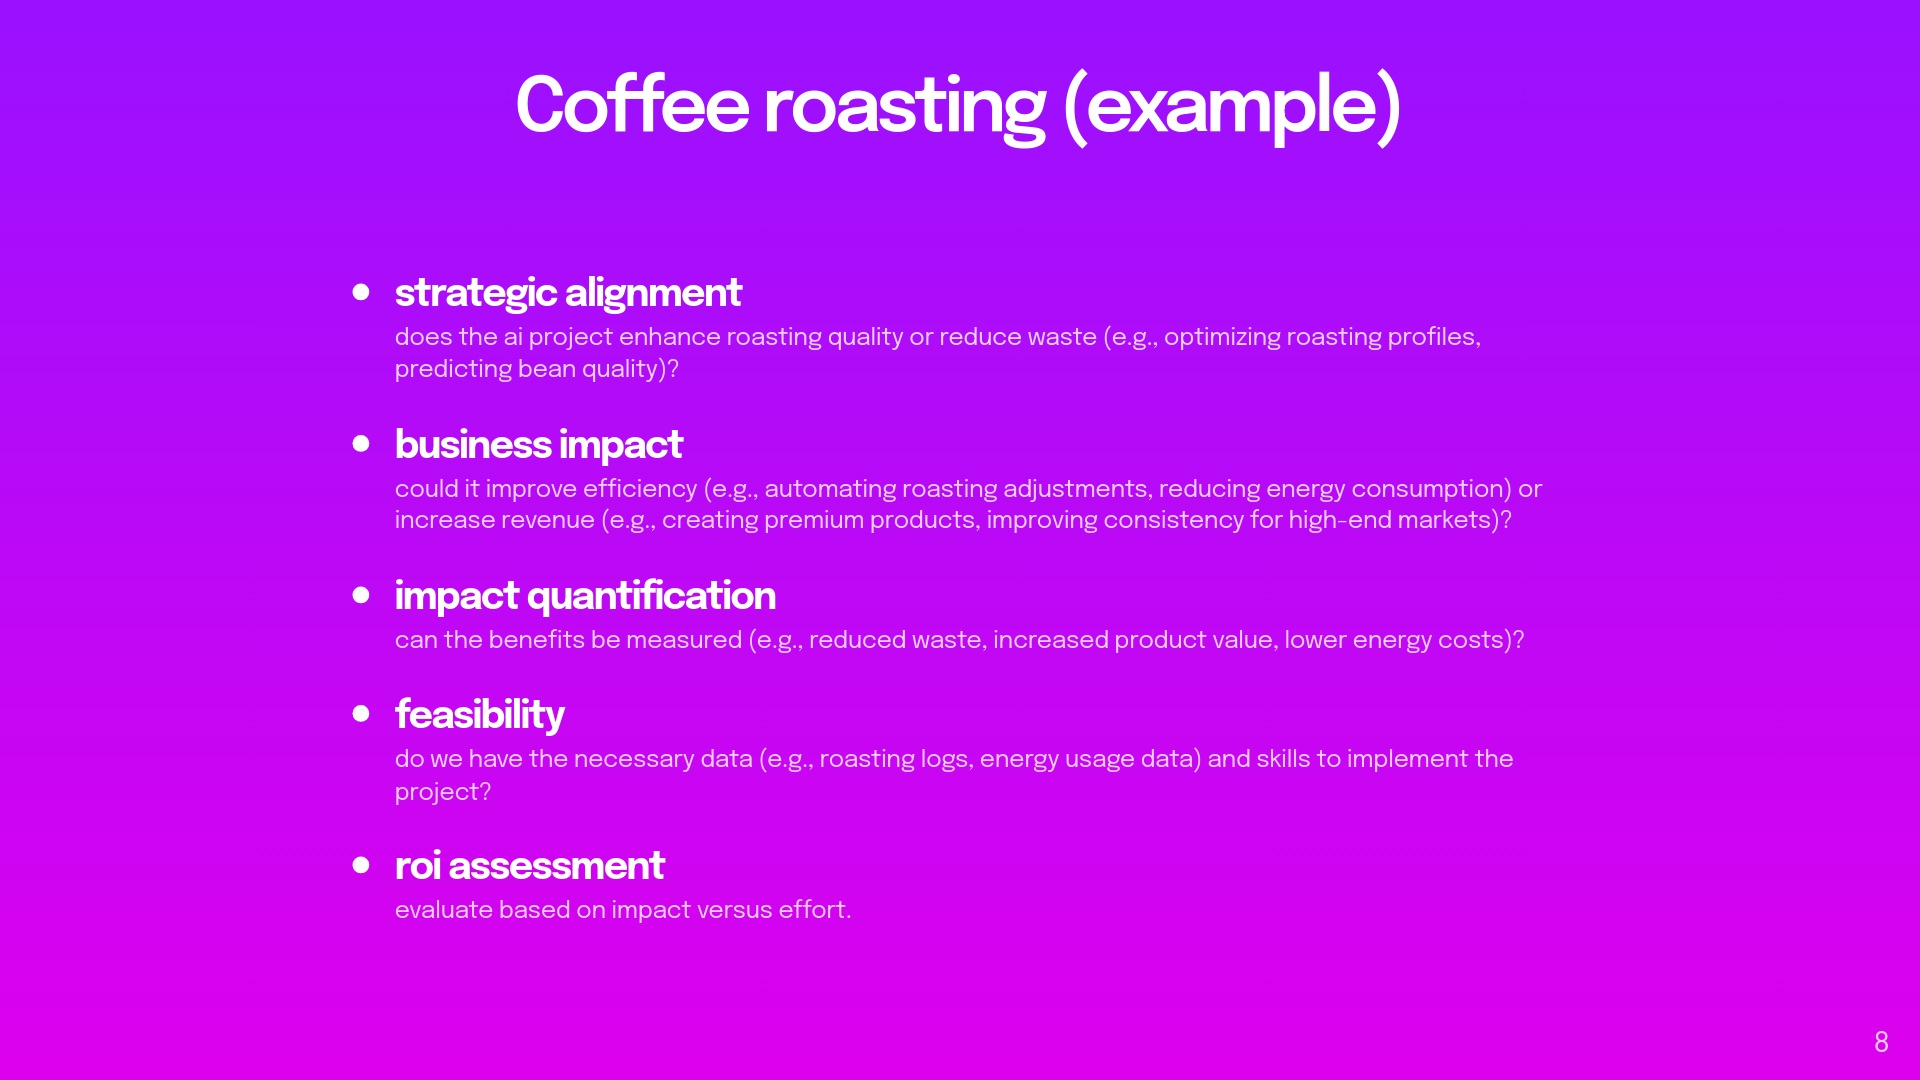 Coffee roasting (example)
● strategic alignment
does the ai project enhance roasting quality or reduce waste (e.g., optimizing roasting profiles,
predicting bean quality)?
● business impact
could it improve efficiency (e.g., automating roasting adjustments, reducing energy consumption) or
increase revenue (e.g., creating premium products, improving consistency for high-end markets)?
● impact quantification
can the benefits be measured (e.g., reduced waste, increased product value, lower energy costs)?
● feasibility
do we have the necessary data (e.g., roasting logs, energy usage data) and skills to implement the
project?
● roi assessment
evaluate based on impact versus effort.
8